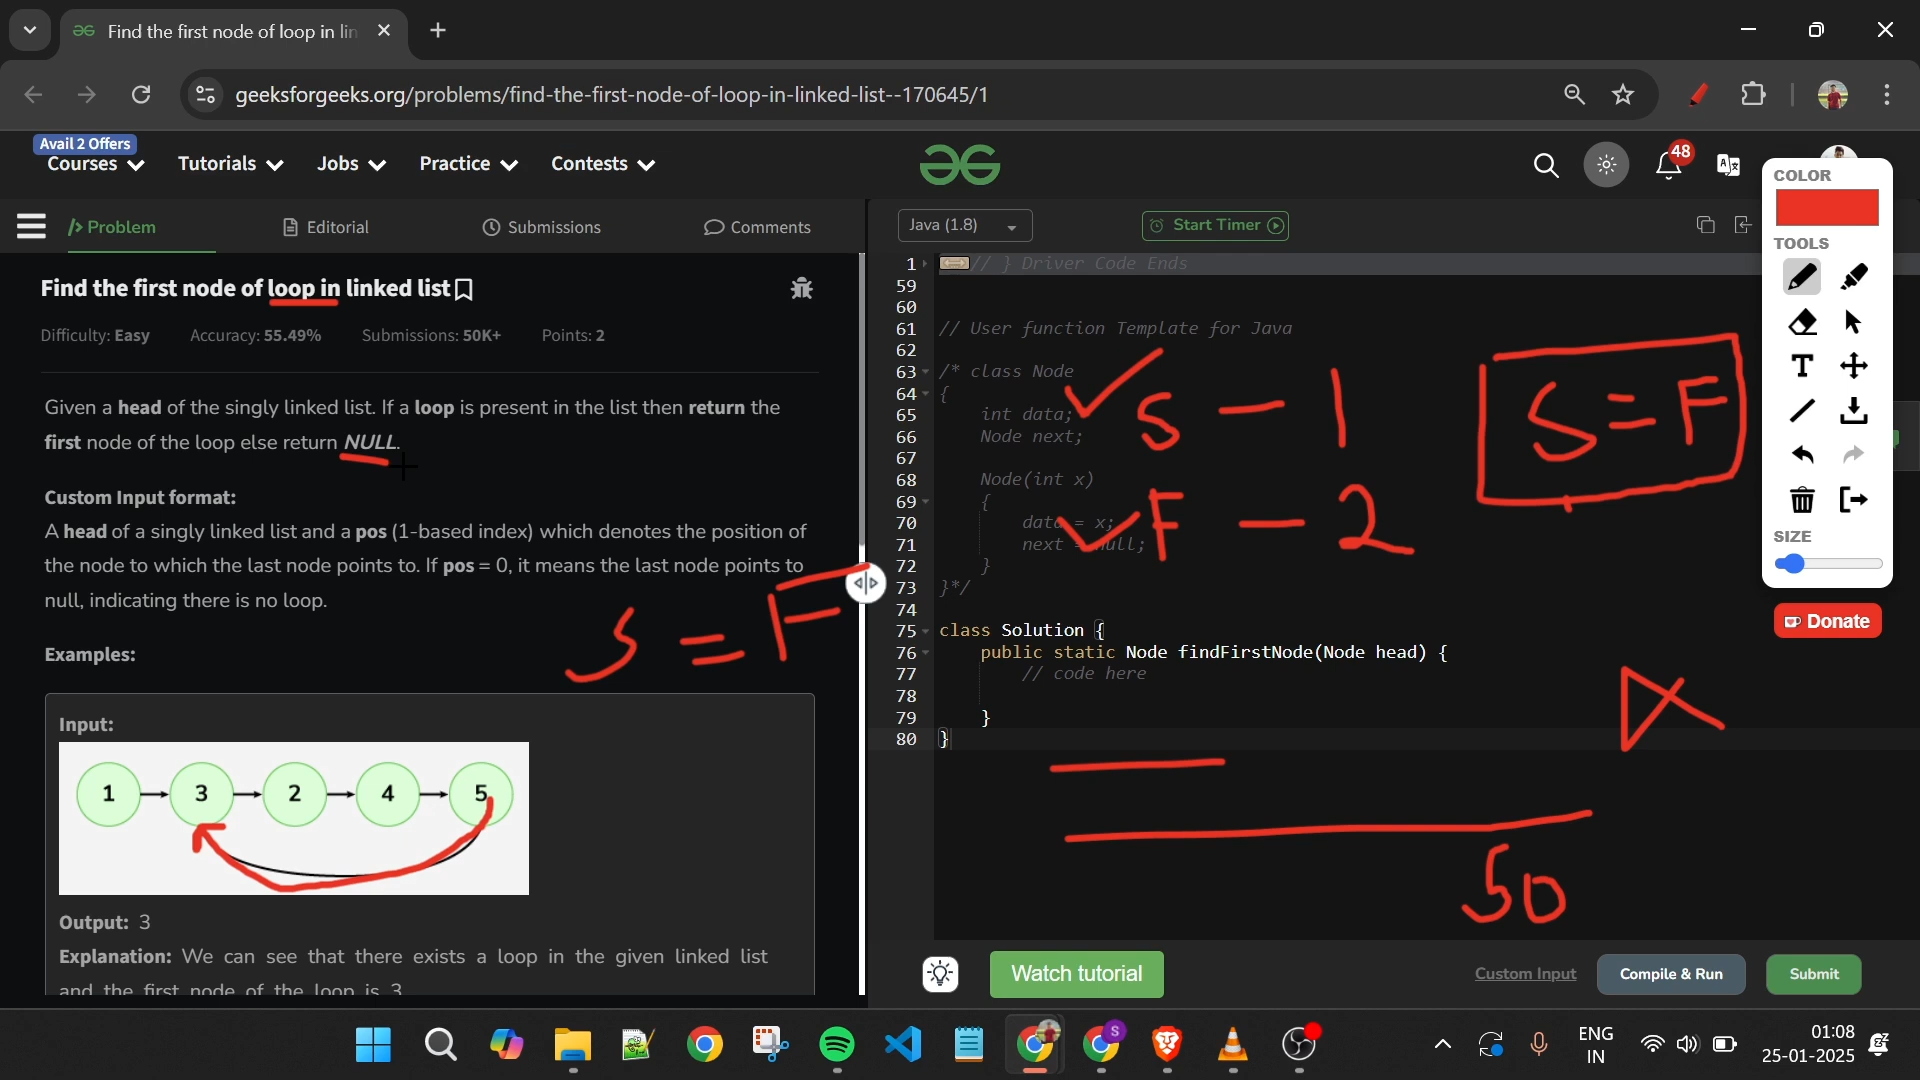 Find the first node of loop in lin
geeksforgeeks.org/problems/find-the-first-node-of-loop-in-linked-list--170645/1
Avail 2 Offers
Courses
Tutorials
Jobs
Practice
Contests
48
Problem
Editorial
Submissions
Comments
Find the first node of loop in linked list
Difficulty: Easy
Accuracy: 55.49%
Submissions: 50K+
Points: 2
Given a head of the singly linked list. If a loop is present in the list then return the
first node of the loop else return NULL.
Custom Input format:
A head of a singly linked list and a pos (1-based index) which denotes the position of
the node to which the last node points to. If pos = 0, it means the last node points to
null, indicating there is no loop.
Examples:
S = F
Input:
1
3
2
4
5
Output: 3
Explanation: We can see that there exists a loop in the given linked list
and the first node of the loop is 3
Java (1.8)
Start Timer
1 // } Driver Code Ends
59
60
61 // User function Template for Java
62
63 /* class Node
64 {
65 int data;
66 Node next;
67
68 Node(int x)
69 {
70 data = x;
71 next = null;
72 }
73 }*/
74
75 class Solution {
76 public static Node findFirstNode(Node head) {
77 // code here
78
79 }
80 }
S - 1
F - 2
S = F
50
COLOR
TOOLS
T
SIZE
Donate
Watch tutorial
Custom Input
Compile & Run
Submit
S
ENG
IN
01:08
25-01-2025